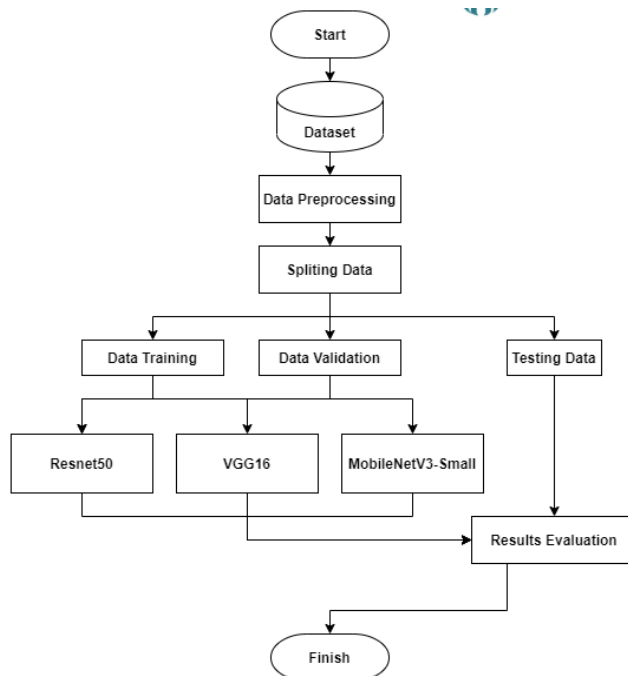 Start
Dataset
Data Preprocessing
Spliting Data
Data Training
Data Validation
Testing Data
Resnet50
VGG16
MobileNetV3-Small
Results Evaluation
Finish